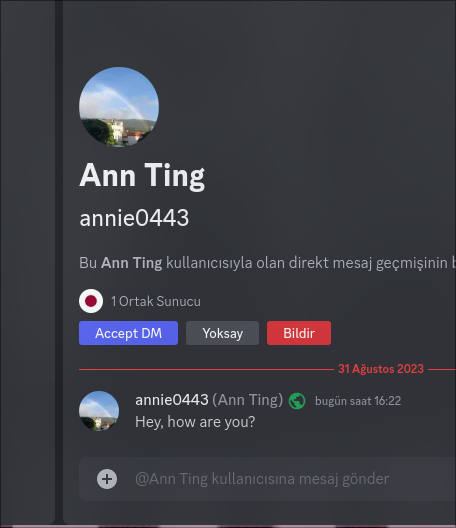 Ann Ting
annie0443
Bu Ann Ting kullanıcısıyla olan direkt mesaj geçmişinin
1 Ortak Sunucu
Accept DM Yoksay Bildir
31 Ağustos 2023
annie0443 (Ann Ting) bugün saat 16:22
Hey, how are you?
@Ann Ting kullanıcısına mesaj gönder